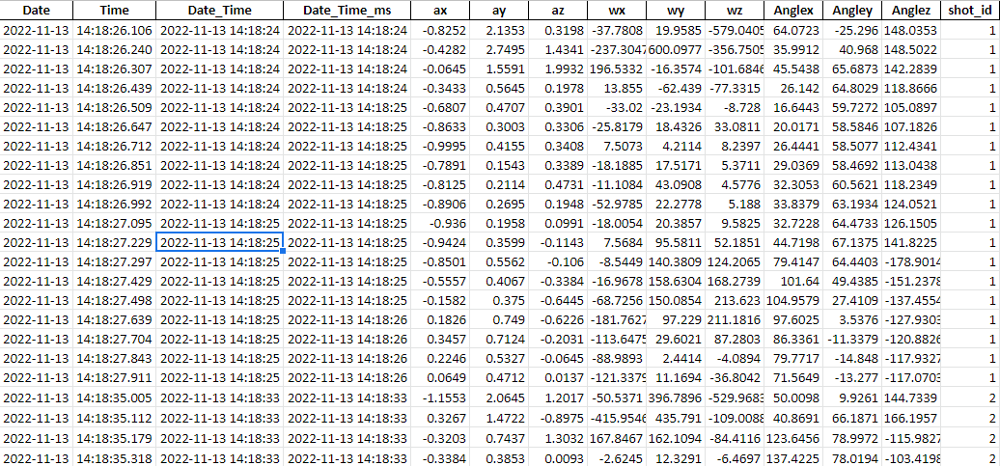 Date Time Date_Time Date_Time_ms ax ay az wx wy wz Anglex Angley Anglez shot_id
2022-11-13 14:18:26.106 2022-11-13 14:18:24 2022-11-13 14:18:24 -0.8252 2.1353 0.3198 -37.7808 19.9585 -579.0405 64.0723 -25.296 148.0353 1
2022-11-13 14:18:26.240 2022-11-13 14:18:24 2022-11-13 14:18:24 -0.4282 2.7495 1.4341 -237.3047 600.0977 -356.7505 35.9912 40.968 148.5022 1
2022-11-13 14:18:26.307 2022-11-13 14:18:24 2022-11-13 14:18:24 -0.0645 1.5591 1.9932 196.5332 -16.3574 -101.6846 45.5438 65.6873 142.2839 1
2022-11-13 14:18:26.439 2022-11-13 14:18:24 2022-11-13 14:18:24 -0.3433 0.5645 0.1978 13.855 -62.439 -77.3315 26.142 64.8029 118.8666 1
2022-11-13 14:18:26.509 2022-11-13 14:18:24 2022-11-13 14:18:25 -0.6807 0.4707 0.3901 -33.02 -23.1934 -8.728 16.6443 59.7272 105.0897 1
2022-11-13 14:18:26.647 2022-11-13 14:18:24 2022-11-13 14:18:25 -0.8633 0.3003 0.3306 -25.8179 18.4326 33.0811 20.0171 58.5846 107.1826 1
2022-11-13 14:18:26.712 2022-11-13 14:18:24 2022-11-13 14:18:25 -0.9995 0.4155 0.3408 7.5073 4.2114 8.2397 26.4441 58.5077 112.4341 1
2022-11-13 14:18:26.851 2022-11-13 14:18:24 2022-11-13 14:18:25 -0.7891 0.1543 0.3389 -18.1885 17.5171 5.3711 29.0369 58.4692 113.0438 1
2022-11-13 14:18:26.919 2022-11-13 14:18:24 2022-11-13 14:18:25 -0.8125 0.2114 0.4731 -11.1084 43.0908 4.5776 32.3053 60.5621 118.2349 1
2022-11-13 14:18:26.992 2022-11-13 14:18:24 2022-11-13 14:18:25 -0.8906 0.2695 0.1948 -52.9785 22.2778 5.188 33.8379 63.1934 124.0521 1
2022-11-13 14:18:27.095 2022-11-13 14:18:25 2022-11-13 14:18:25 -0.936 0.1958 0.0991 -18.0054 20.3857 9.5825 32.7228 64.4733 126.1505 1
2022-11-13 14:18:27.229 2022-11-13 14:18:25 2022-11-13 14:18:25 -0.9424 0.3599 -0.1143 7.5684 95.5811 52.1851 44.7198 67.1375 141.8225 1
2022-11-13 14:18:27.297 2022-11-13 14:18:25 2022-11-13 14:18:25 -0.8501 0.5562 -0.106 -8.5449 140.3809 124.2065 79.4147 64.4403 -178.9014 1
2022-11-13 14:18:27.429 2022-11-13 14:18:25 2022-11-13 14:18:25 -0.5557 0.4067 -0.3384 -16.9678 158.6304 168.2739 101.64 49.4385 -151.2378 1
2022-11-13 14:18:27.498 2022-11-13 14:18:25 2022-11-13 14:18:25 -0.1582 0.375 -0.6445 -68.7256 150.0854 213.623 104.9579 27.4109 -137.4554 1
2022-11-13 14:18:27.639 2022-11-13 14:18:25 2022-11-13 14:18:26 0.1826 0.749 -0.6226 -181.7627 97.229 211.1816 97.6025 3.5376 -127.9303 1
2022-11-13 14:18:27.704 2022-11-13 14:18:25 2022-11-13 14:18:26 0.3457 0.7124 -0.2031 -113.6475 29.6021 87.2803 86.3361 -11.3379 -120.8826 1
2022-11-13 14:18:27.843 2022-11-13 14:18:25 2022-11-13 14:18:26 0.2246 0.5327 -0.0645 -88.9893 2.4414 -4.0894 79.7717 -14.848 -117.9327 1
2022-11-13 14:18:27.911 2022-11-13 14:18:25 2022-11-13 14:18:26 0.0649 0.4712 0.0137 -121.3379 11.1694 -36.8042 71.5649 -13.277 -117.0703 1
2022-11-13 14:18:35.005 2022-11-13 14:18:33 2022-11-13 14:18:33 -1.1553 2.0645 1.2017 -50.5371 396.7896 -529.9683 50.0098 9.9261 144.7339 2
2022-11-13 14:18:35.112 2022-11-13 14:18:33 2022-11-13 14:18:33 0.3267 1.4722 -0.8975 -415.9546 435.791 -109.0088 40.8691 66.1871 166.1957 2
2022-11-13 14:18:35.179 2022-11-13 14:18:33 2022-11-13 14:18:33 -0.3203 0.7437 1.3032 167.8467 162.1094 -84.4116 123.6456 78.9972 -115.9827 2
2022-11-13 14:18:35.318 2022-11-13 14:18:33 2022-11-13 14:18:33 -0.3384 0.3853 0.0093 -2.6245 12.3291 -6.4697 137.4225 78.0194 -103.4198 2